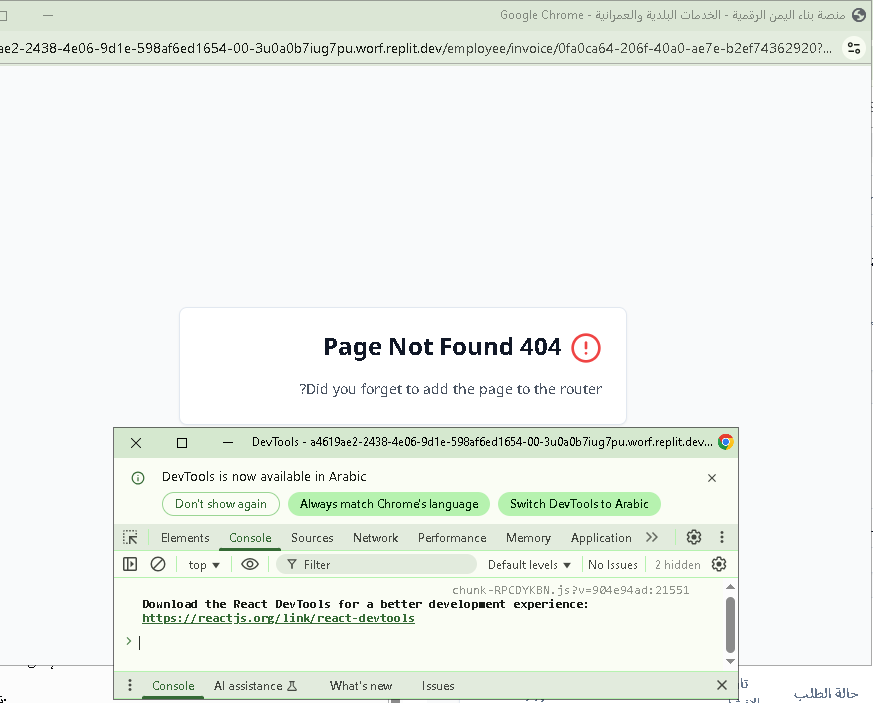 منصة بناء اليمن الرقمية - الخدمات البلدية والعمرانية - Google Chrome
ae2-2438-4e06-9d1e-598af6ed1654-00-3u0a0b7iug7pu.worf.replit.dev/employee/invoice/0fa0ca64-206f-40a0-ae7e-b2ef74362920?...
Page Not Found 404
?Did you forget to add the page to the router
DevTools - a4619ae2-2438-4e06-9d1e-598af6ed1654-00-3u0a0b7iug7pu.worf.replit.dev...
DevTools is now available in Arabic
Don't show again Always match Chrome's language Switch DevTools to Arabic
Elements Console Sources Network Performance Memory Application
top Filter Default levels No Issues 2 hidden
chunk-RPCDYKBN.js?v=904e94ad:21551
Download the React DevTools for a better development experience:
https://reactjs.org/link/react-devtools
Console AI assistance What's new Issues
حالة الطلب